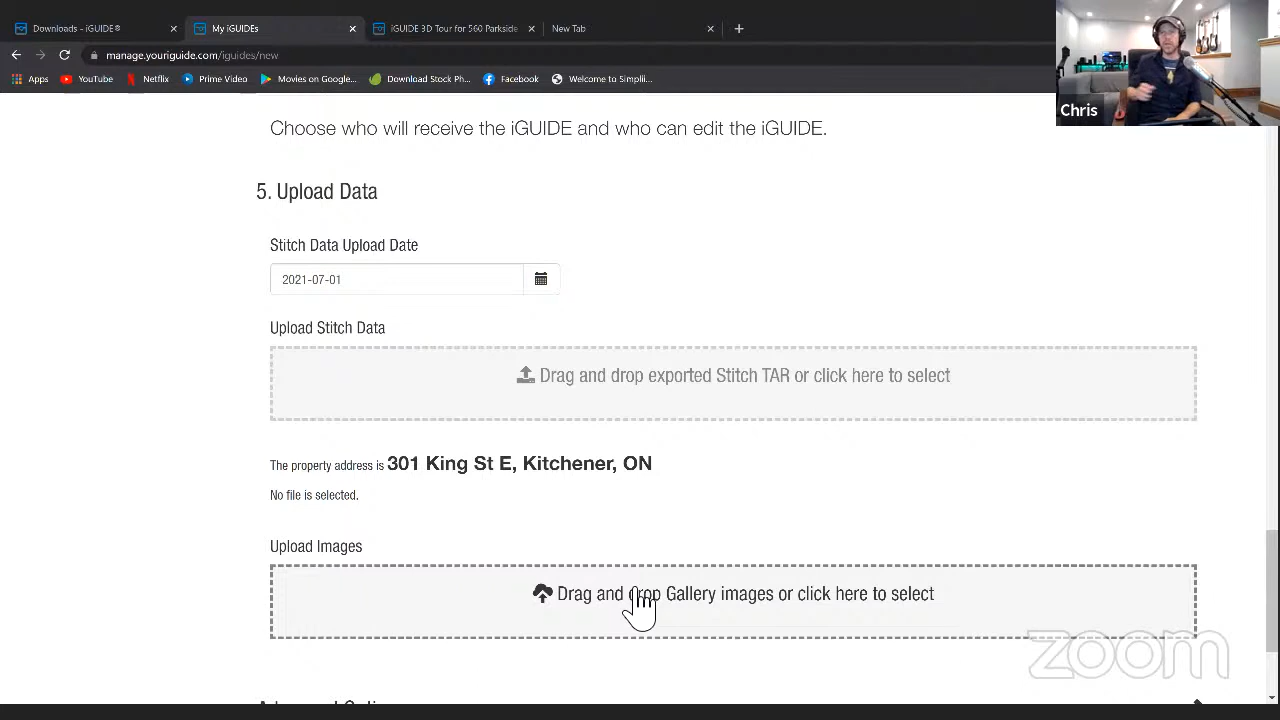 Downloads - iGUIDE®
My iGUIDEs
iGUIDE 3D Tour for 560 Parkside
New Tab
manage.youriguide.com/iguides/new
Apps
YouTube
Netflix
Prime Video
Movies on Google...
Download Stock Ph...
Facebook
Welcome to Simpli...
Chris
Choose who will receive the iGUIDE and who can edit the iGUIDE.
5. Upload Data
Stitch Data Upload Date
2021-07-01
Upload Stitch Data
Drag and drop exported Stitch TAR or click here to select
The property address is 301 King St E, Kitchener, ON
No file is selected.
Upload Images
Drag and drop Gallery images or click here to select
zoom